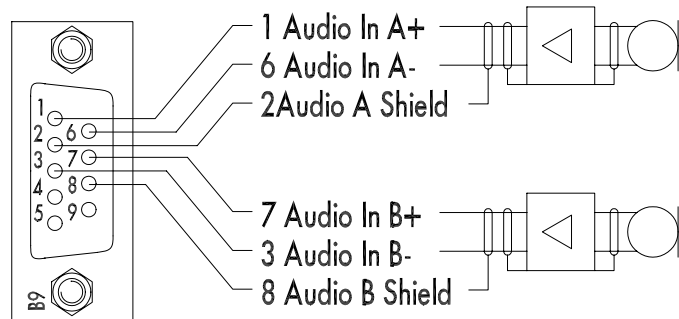 1 Audio In A+
6 Audio In A-
2Audio A Shield
1
2
3
4
5
6
7
8
9
7 Audio In B+
3 Audio In B-
8 Audio B Shield
B9